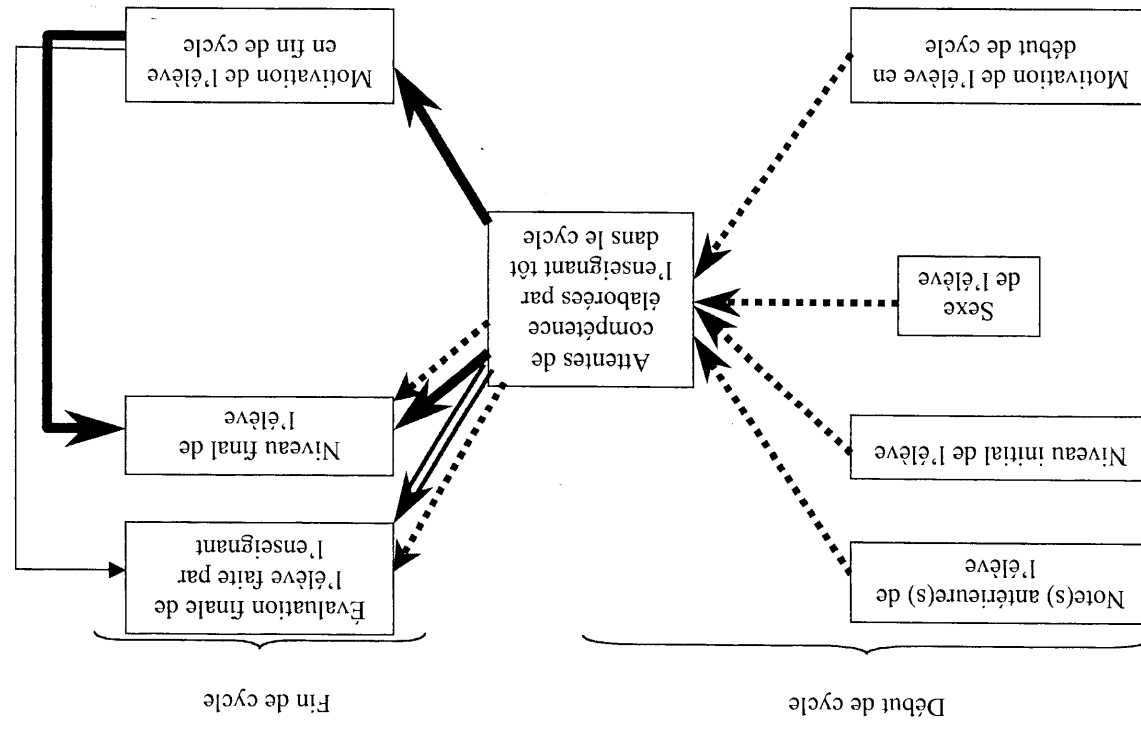 Début de cycle
Fin de cycle
Note(s) antérieure(s) de
l'élève
Niveau initial de l'élève
Sexe
de l'élève
Motivation de l'élève en
début de cycle
Attentes de
compétence
élaborées par
l'enseignant tôt
dans le cycle
Évaluation finale de
l'élève faite par
l'enseignant
Niveau final de
l'élève
Motivation de l'élève
en fin de cycle